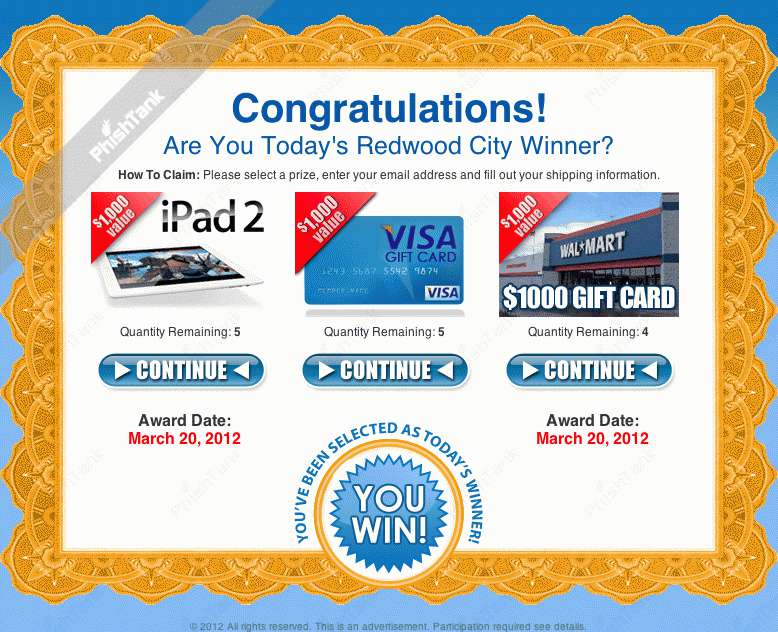 PhishTank
Congratulations!
Are You Today's Redwood City Winner?
How To Claim: Please select a prize, enter your email address and fill out your shipping information.
$1,000 value
iPad 2
$1,000 value
VISA
GIFT CARD
3243 5687 5542 9874
VISA
$1,000 value
WAL★MART
$1000 GIFT CARD
Quantity Remaining: 5
Quantity Remaining: 5
Quantity Remaining: 4
CONTINUE
CONTINUE
CONTINUE
Award Date:
March 20, 2012
Award Date:
March 20, 2012
YOU'VE BEEN SELECTED AS TODAY'S WINNER!
YOU
WIN!
© 2012 All rights reserved. This is an advertisement. Participation required see details.